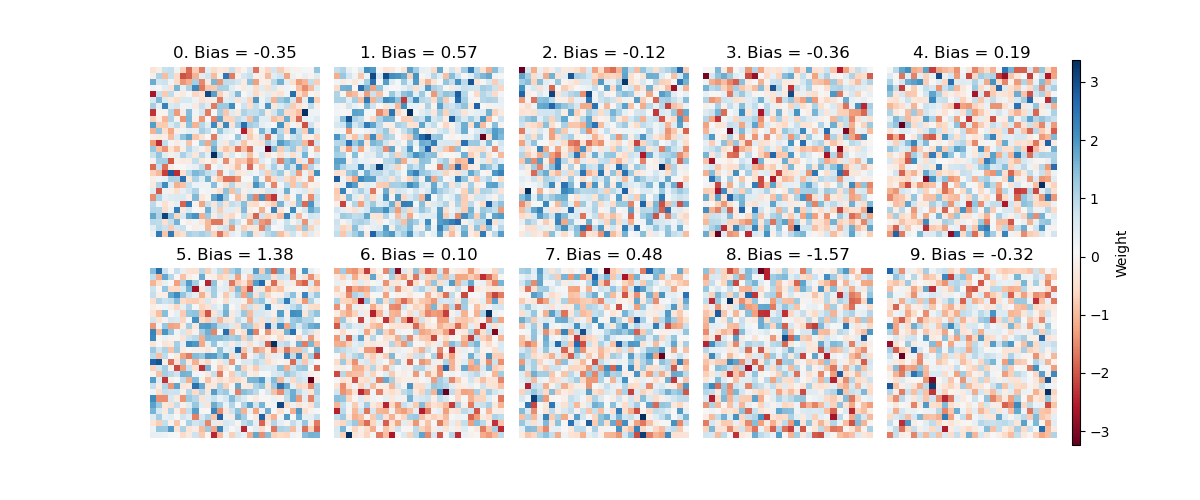 0. Bias = -0.35
1. Bias = 0.57
2. Bias = -0.12
3. Bias = -0.36
4. Bias = 0.19
5. Bias = 1.38
6. Bias = 0.10
7. Bias = 0.48
8. Bias = -1.57
9. Bias = -0.32
3
2
1
0
−1
−2
−3
Weight